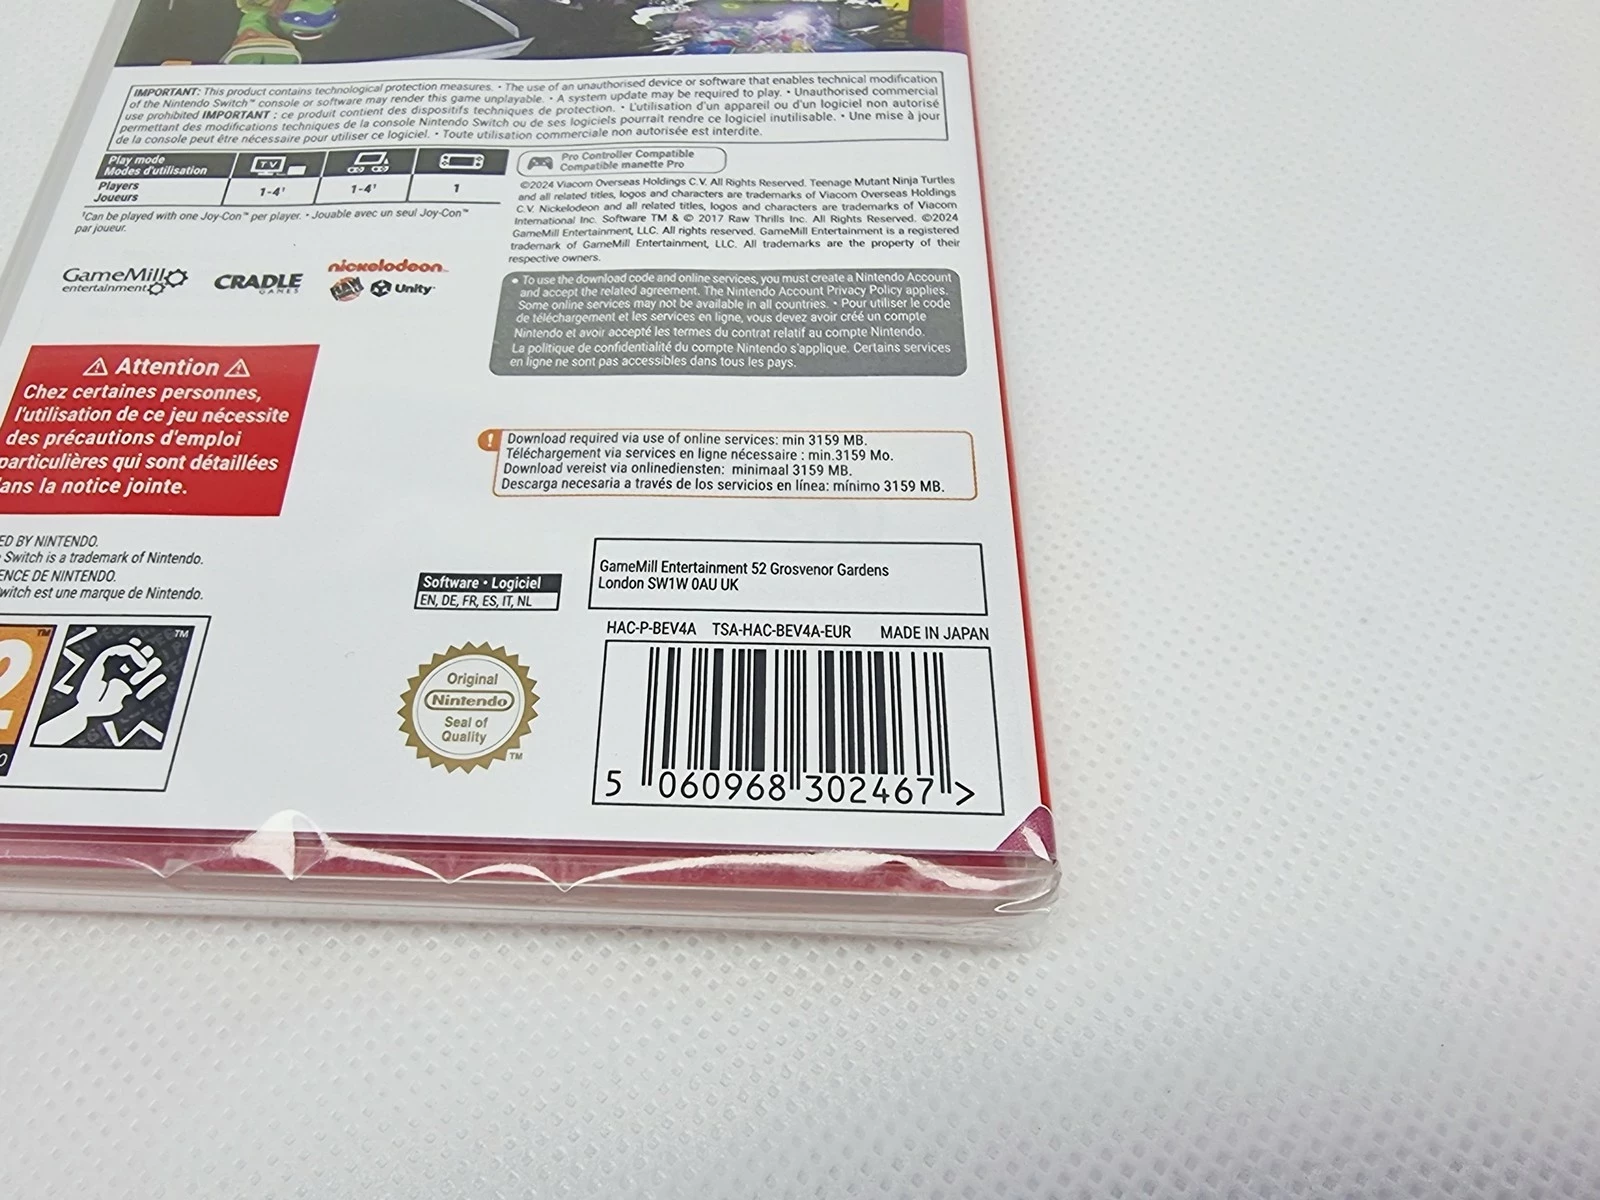 IMPORTANT: This product contains technological protection measures. • The use of an unauthorised device or software that enables technical modification
of the Nintendo Switch™ console or software may render this game unplayable. • A system update may be required to play. • Unauthorised commercial
use prohibited IMPORTANT : ce produit contient des dispositifs techniques de protection. • L'utilisation d'un appareil ou d'un logiciel non autorisé
permettant des modifications techniques de la console Nintendo Switch ou de ses logiciels pourrait rendre ce logiciel inutilisable. • Une mise à jour
de la console peut être nécessaire pour utiliser ce logiciel. • Toute utilisation commerciale non autorisée est interdite.
Play mode
Modes d'utilisation
TV
Players
Joueurs
1-4¹
1-4¹
1
¹Can be played with one Joy-Con™ per player. • Jouable avec un seul Joy-Con™
par joueur.
Pro Controller Compatible
Compatible manette Pro
©2024 Viacom Overseas Holdings C.V. All Rights Reserved. Teenage Mutant Ninja Turtles
and all related titles, logos and characters are trademarks of Viacom Overseas Holdings
C.V. Nickelodeon and all related titles, logos and characters are trademarks of Viacom
International Inc. Software TM & © 2017 Raw Thrills Inc. All Rights Reserved. ©2024
GameMill Entertainment, LLC. All rights reserved. GameMill Entertainment is a registered
trademark of GameMill Entertainment, LLC. All trademarks are the property of their
respective owners.
GameMill
entertainment
CRADLE
GAMES
nickelodeon
RAW
Unity
• To use the download code and online services, you must create a Nintendo Account
and accept the related agreement. The Nintendo Account Privacy Policy applies.
Some online services may not be available in all countries. • Pour utiliser le code
de téléchargement et les services en ligne, vous devez avoir créé un compte
Nintendo et avoir accepté les termes du contrat relatif au compte Nintendo.
La politique de confidentialité du compte Nintendo s'applique. Certains services
en ligne ne sont pas accessibles dans tous les pays.
Attention
Chez certaines personnes,
l'utilisation de ce jeu nécessite
des précautions d'emploi
particulières qui sont détaillées
ans la notice jointe.
! Download required via use of online services: min 3159 MB.
Téléchargement via services en ligne nécessaire : min.3159 Mo.
Download vereist via onlinediensten: minimaal 3159 MB.
Descarga necesaria a través de los servicios en línea: mínimo 3159 MB.
ED BY NINTENDO.
Switch is a trademark of Nintendo.
ENCE DE NINTENDO.
witch est une marque de Nintendo.
Software • Logiciel
EN, DE, FR, ES, IT, NL
GameMill Entertainment 52 Grosvenor Gardens
London SW1W 0AU UK
HAC-P-BEV4A TSA-HAC-BEV4A-EUR MADE IN JAPAN
2
TM
TM
Original
Nintendo
Seal of
Quality
TM
5 060968 302467 >